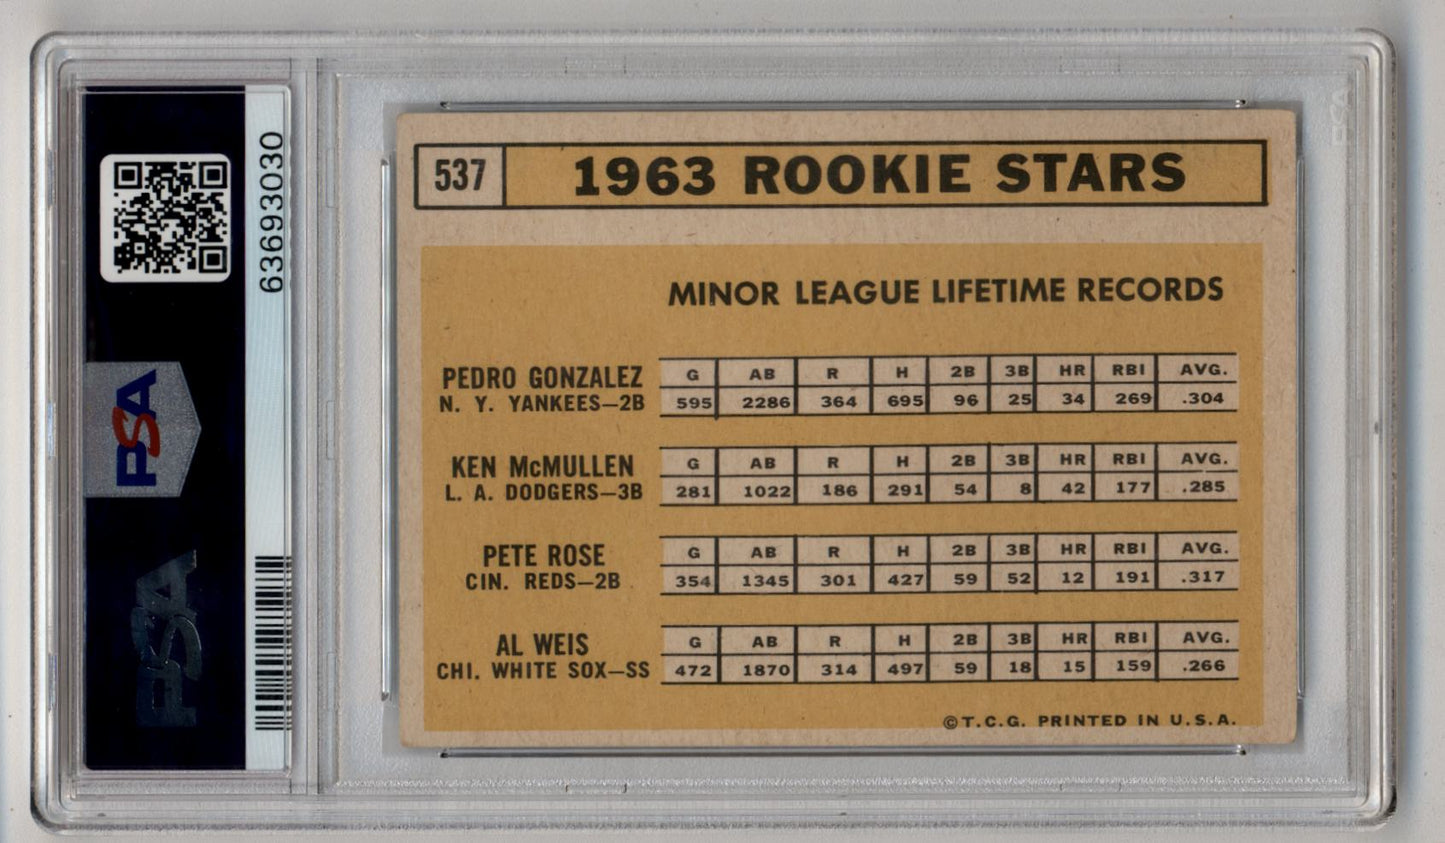 63693030
PSA
PSA
537 1963 ROOKIE STARS
MINOR LEAGUE LIFETIME RECORDS
PEDRO GONZALEZ G AB R H 2B 3B HR RBI AVG.
N. Y. YANKEES—2B 595 2286 364 695 96 25 34 269 .304
KEN McMULLEN G AB R H 2B 3B HR RBI AVG.
L. A. DODGERS—3B 281 1022 186 291 54 8 42 177 .285
PETE ROSE G AB R H 2B 3B HR RBI AVG.
CIN. REDS—2B 354 1345 301 427 59 52 12 191 .317
AL WEIS G AB R H 2B 3B HR RBI AVG.
CHI. WHITE SOX—SS 472 1870 314 497 59 18 15 159 .266
©T.C.G. PRINTED IN U.S.A.
PSA